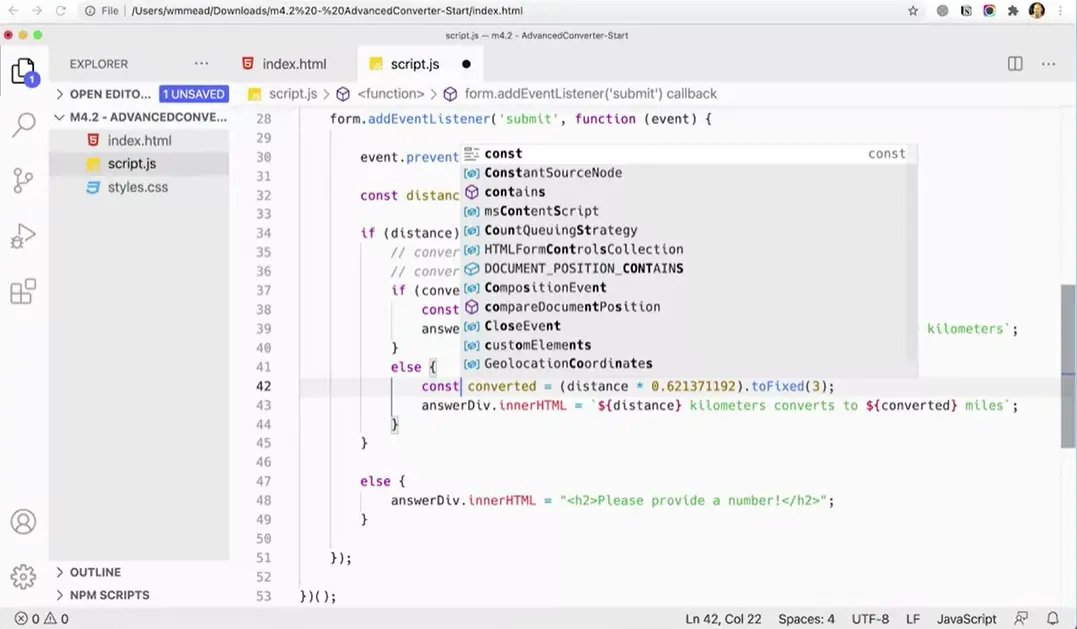 File /Users/wmmead/Downloads/m4.2%20-%20AdvancedConverter-Start/index.html
script.js — m4.2 - AdvancedConverter-Start
EXPLORER ··· index.html script.js ● ···
OPEN EDITO... 1 UNSAVED script.js > <function> > form.addEventListener('submit') callback
M4.2 - ADVANCEDCONVE...
index.html
script.js
styles.css
1
28 form.addEventListener('submit', function (event) {
29
30 event.prevent
31
32 const distanc
33
34 if (distance)
35 // conver
36 // conver
37 if (conve
38 const
39 answe kilometers`;
40 }
41 else {
42 const converted = (distance * 0.621371192).toFixed(3);
43 answerDiv.innerHTML = `${distance} kilometers converts to ${converted} miles`;
44 }
45 }
46
47 else {
48 answerDiv.innerHTML = "<h2>Please provide a number!</h2>";
49 }
50
51 });
52
53 })();
const const
ConstantSourceNode
contains
msContentScript
CountQueuingStrategy
HTMLFormControlsCollection
DOCUMENT_POSITION_CONTAINS
CompositionEvent
compareDocumentPosition
CloseEvent
customElements
GeolocationCoordinates
OUTLINE
NPM SCRIPTS
0 0 Ln 42, Col 22 Spaces: 4 UTF-8 LF JavaScript